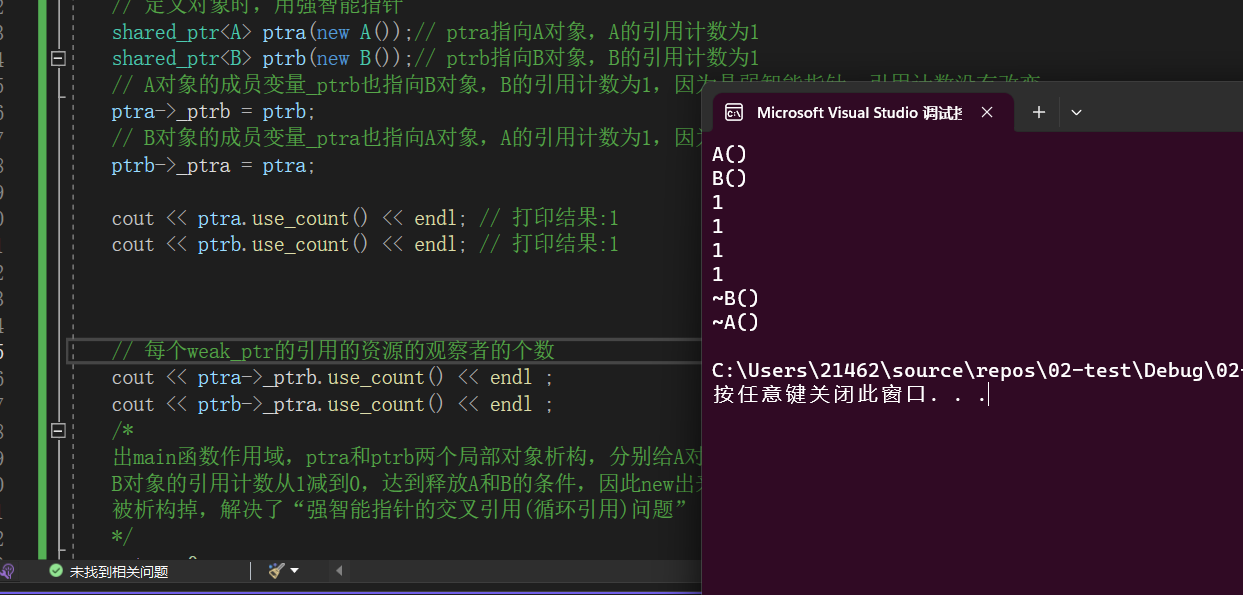 // 定义对象时，用强智能指针
shared_ptr<A> ptra(new A());// ptra指向A对象，A的引用计数为1
shared_ptr<B> ptrb(new B());// ptrb指向B对象，B的引用计数为1
// A对象的成员变量_ptrb也指向B对象，B的引用计数为1，因为是弱智能指针，引用计数没有改变
ptra->_ptrb = ptrb;
// B对象的成员变量_ptra也指向A对象，A的引用计数为1，因为
ptrb->_ptra = ptra;
cout << ptra.use_count() << endl; // 打印结果:1
cout << ptrb.use_count() << endl; // 打印结果:1
// 每个weak_ptr的引用的资源的观察者的个数
cout << ptra->_ptrb.use_count() << endl ;
cout << ptrb->_ptra.use_count() << endl ;
/*
出main函数作用域，ptra和ptrb两个局部对象析构，分别给A对
B对象的引用计数从1减到0，达到释放A和B的条件，因此new出来
被析构掉，解决了“强智能指针的交叉引用(循环引用)问题”
*/
未找到相关问题
Microsoft Visual Studio 调试控
A()
B()
1
1
1
1
~B()
~A()
C:\Users\21462\source\repos\02-test\Debug\02-
按任意键关闭此窗口. . .